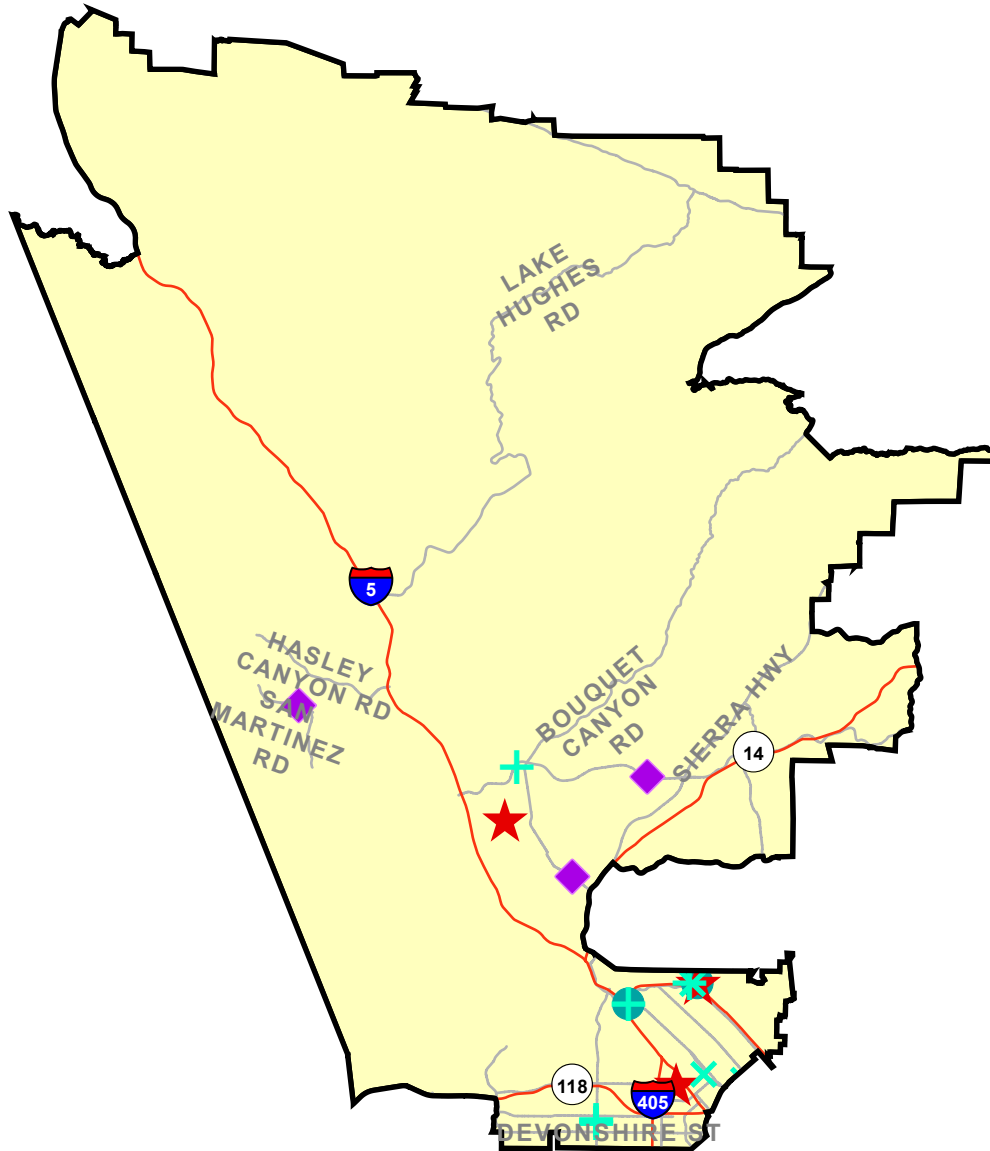 LAKE
HUGHES
RD
5
HASLEY
CANYON RD
SAN
MARTINEZ
RD
BOUQUET
CANYON
RD
SIERRA HWY
14
118
405
DEVONSHIRE ST